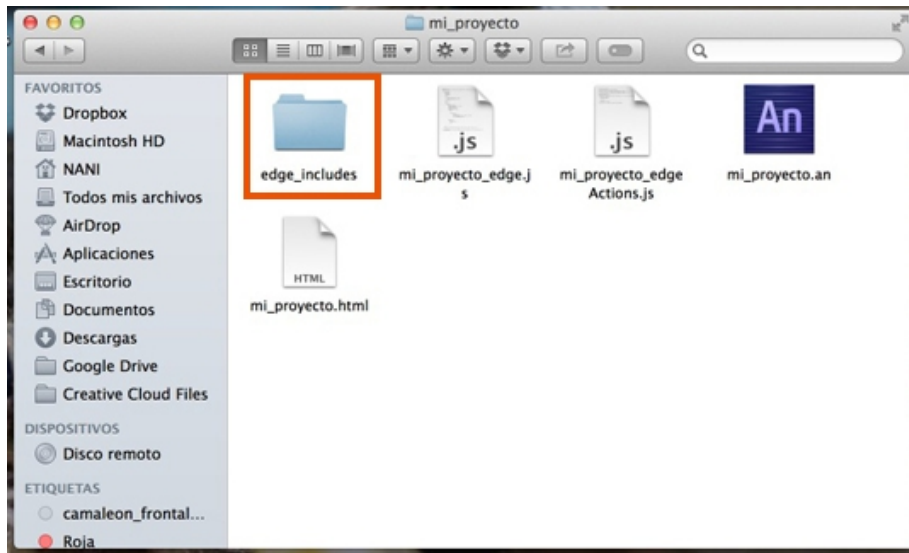 mi_proyecto
FAVORITOS
Dropbox
Macintosh HD
NANI
Todos mis archivos
AirDrop
Aplicaciones
Escritorio
Documentos
Descargas
Google Drive
Creative Cloud Files
DISPOSITIVOS
Disco remoto
ETIQUETAS
camaleon_frontal...
Roja
edge_includes
.js
mi_proyecto_edge.j
s
.js
mi_proyecto_edge
Actions.js
An
mi_proyecto.an
HTML
mi_proyecto.html